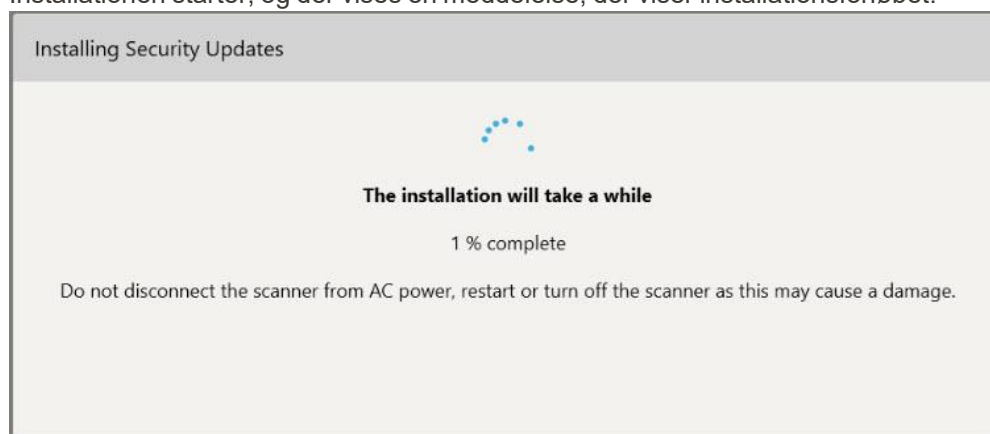 Installationen starter, og der vises en meddelelse, der viser installationsforløbet.
Installing Security Updates
The installation will take a while
1 % complete
Do not disconnect the scanner from AC power, restart or turn off the scanner as this may cause a damage.